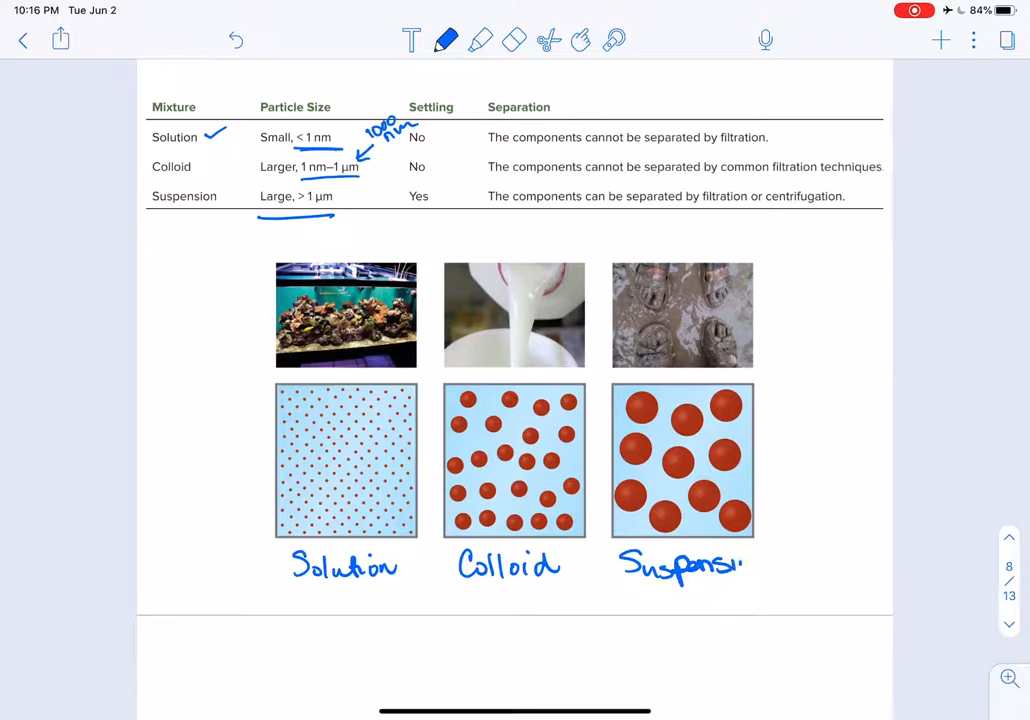 10:16 PM Tue Jun 2
84%
Mixture Particle Size Settling Separation
Solution Small, < 1 nm 1000 nm No The components cannot be separated by filtration.
Colloid Larger, 1 nm–1 μm No The components cannot be separated by common filtration techniques.
Suspension Large, > 1 μm Yes The components can be separated by filtration or centrifugation.
Solution Colloid Suspensi
8
/
13